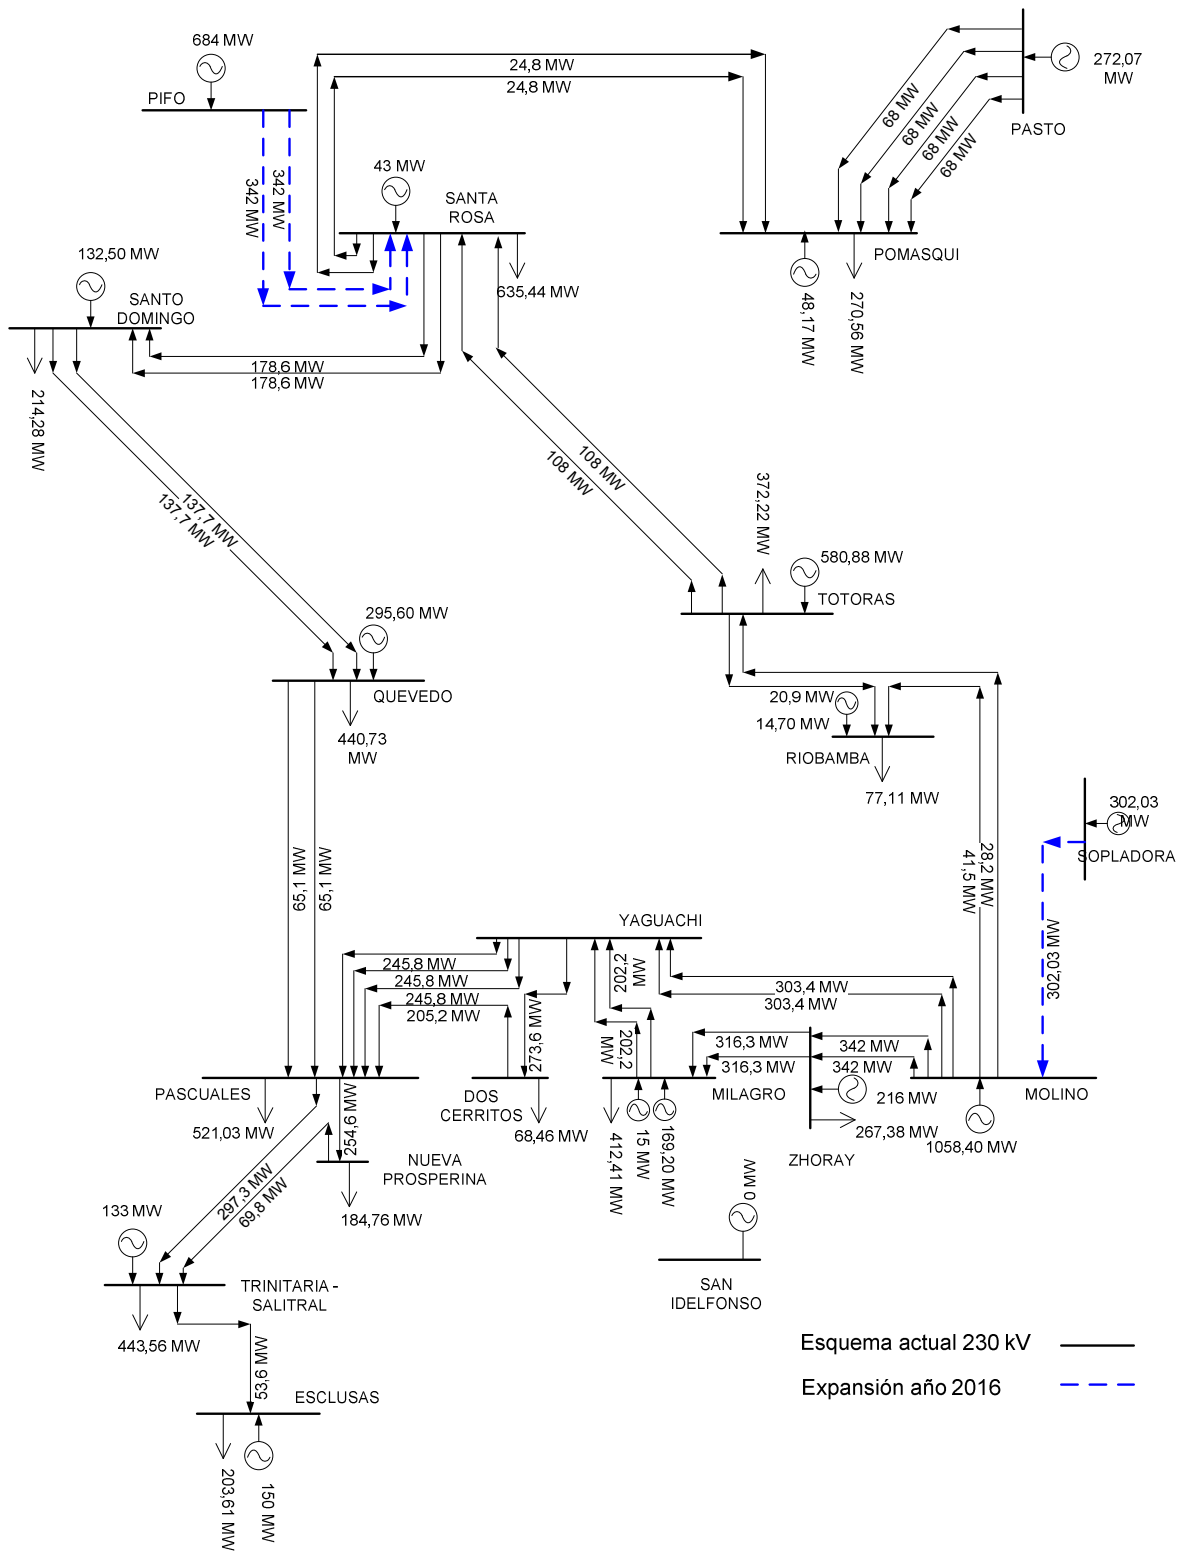 684 MW
PIFO
342 MW
342 MW
24,8 MW
24,8 MW
68 MW
68 MW
68 MW
68 MW
272,07
MW
PASTO
43 MW
SANTA
ROSA
635,44 MW
POMASQUI
48,17 MW
270,56 MW
132,50 MW
SANTO
DOMINGO
178,6 MW
178,6 MW
214,28 MW
137,7 MW
137,7 MW
108 MW
108 MW
372,22 MW
580,88 MW
TOTORAS
295,60 MW
QUEVEDO
440,73
MW
20,9 MW
14,70 MW
RIOBAMBA
77,11 MW
302,03
MW
SOPLADORA
65,1 MW
65,1 MW
28,2 MW
41,5 MW
302,03 MW
YAGUACHI
245,8 MW
245,8 MW
245,8 MW
205,2 MW
273,6 MW
202,2
MW
202,2
MW
303,4 MW
303,4 MW
316,3 MW
316,3 MW
342 MW
342 MW
PASCUALES
521,03 MW
254,6 MW
DOS
CERRITOS
68,46 MW
MILAGRO
412,41 MW
15 MW
169,20 MW
216 MW
267,38 MW
ZHORAY
MOLINO
1058,40 MW
NUEVA
PROSPERINA
184,76 MW
297,3 MW
69,8 MW
133 MW
TRINITARIA -
SALITRAL
443,56 MW
0 MW
SAN
IDELFONSO
53,6 MW
ESCLUSAS
203,61 MW
150 MW
Esquema actual 230 kV
Expansión año 2016